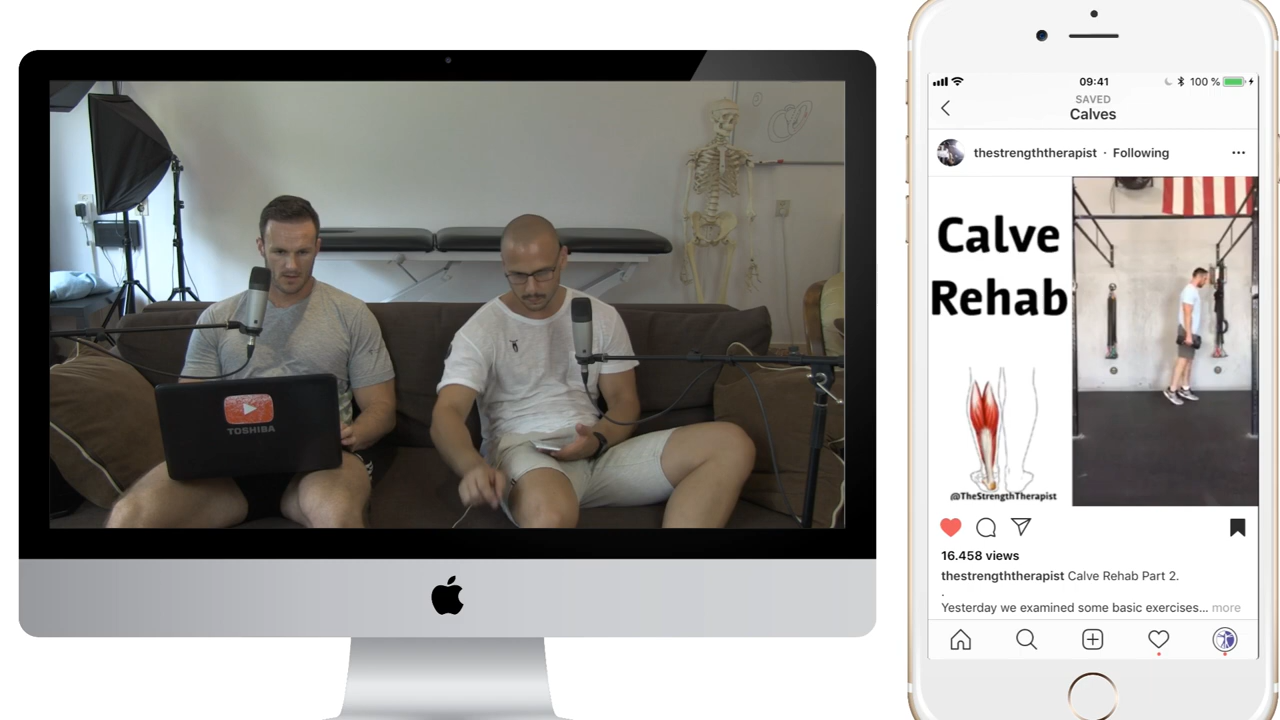 TOSHIBA
09:41
100 %
SAVED
Calves
thestrengththerapist · Following
Calve
Rehab
@TheStrengthTherapist
16.458 views
thestrengththerapist Calve Rehab Part 2.
.
Yesterday we examined some basic exercises... more